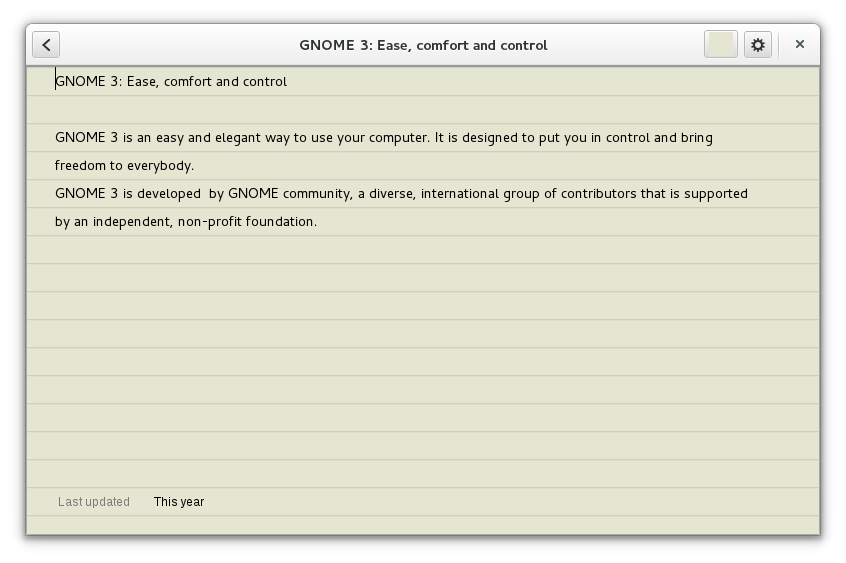 GNOME 3: Ease, comfort and control
GNOME 3: Ease, comfort and control
GNOME 3 is an easy and elegant way to use your computer. It is designed to put you in control and bring
freedom to everybody.
GNOME 3 is developed  by GNOME community, a diverse, international group of contributors that is supported
by an independent, non-profit foundation.
Last updated This year